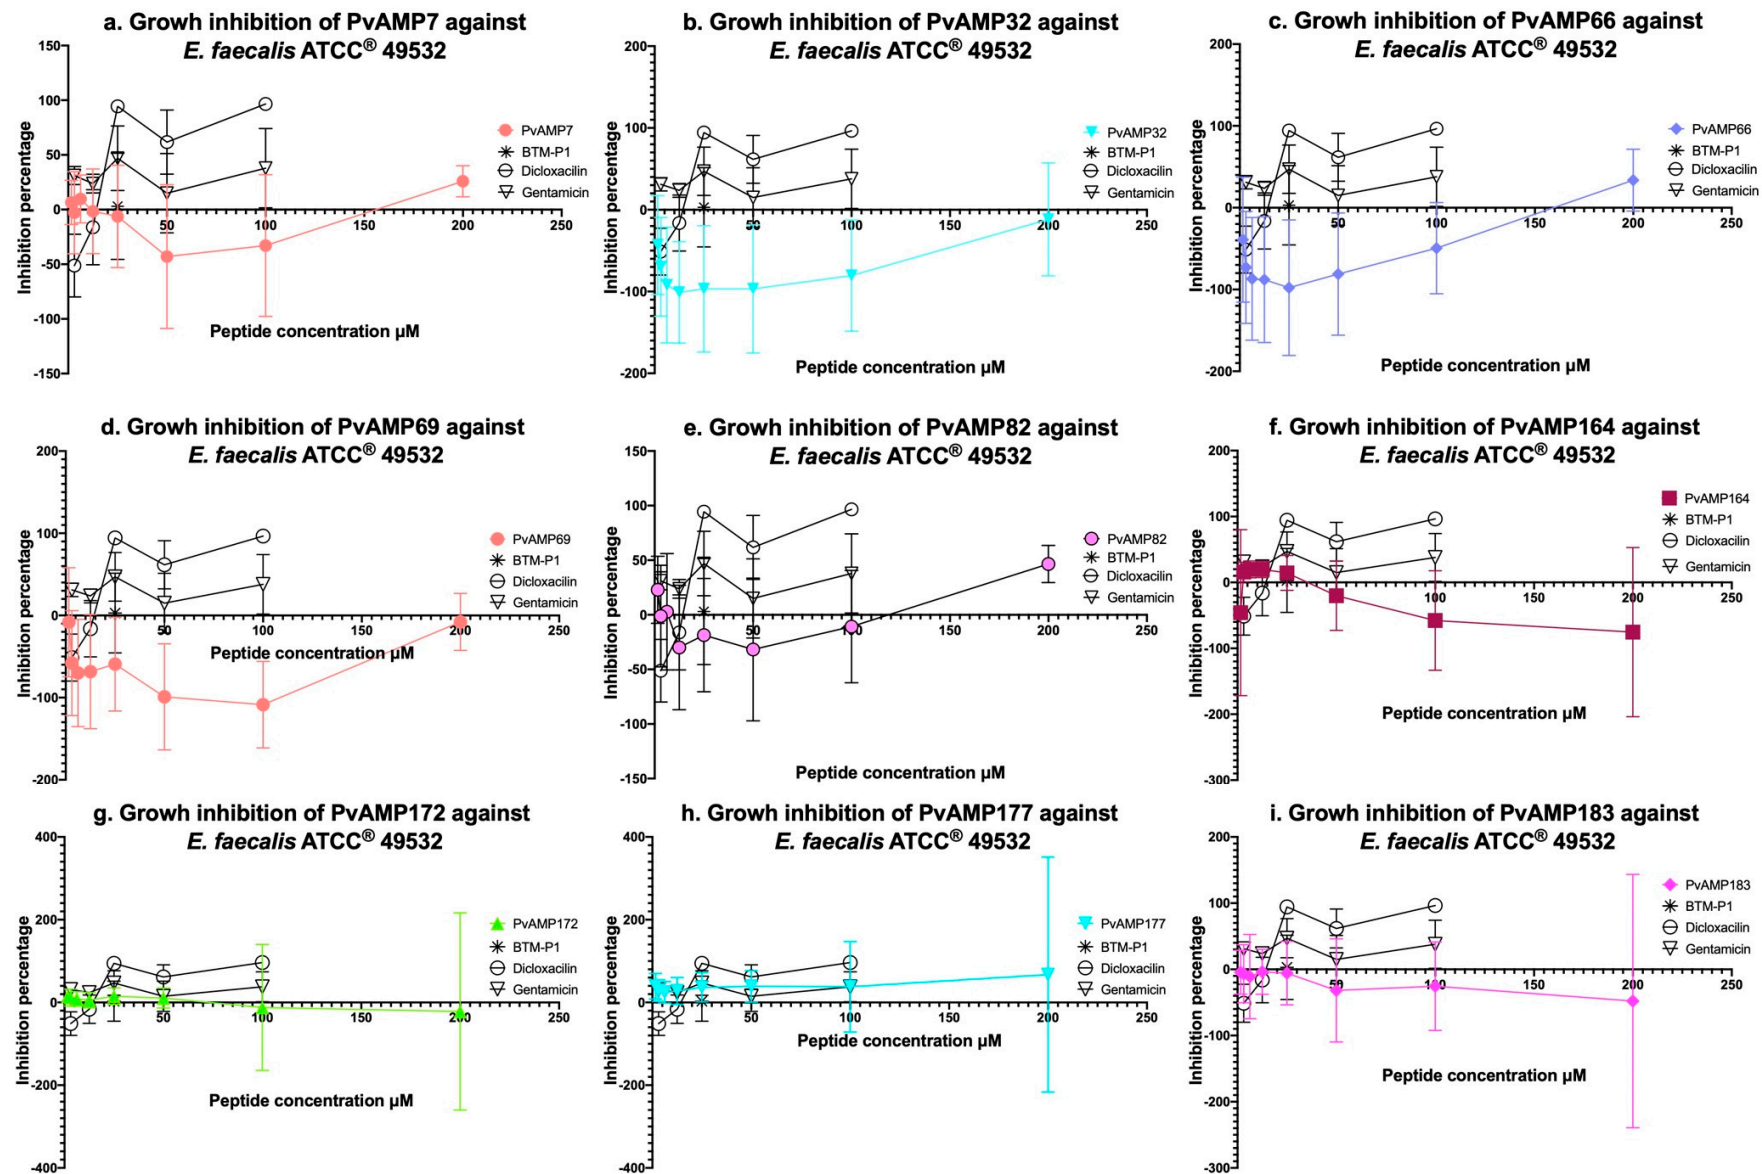 a. Growh inhibition of PvAMP7 against
E. faecalis ATCC® 49532
150
100
50
0
-50
-100
-150
50
100
150
200
250
Inhibition percentage
Peptide concentration µM
PvAMP7
BTM-P1
Dicloxacilin
Gentamicin
b. Growh inhibition of PvAMP32 against
E. faecalis ATCC® 49532
200
100
0
-100
-200
50
100
150
200
250
Inhibition percentage
Peptide concentration µM
PvAMP32
BTM-P1
Dicloxacilin
Gentamicin
c. Growh inhibition of PvAMP66 against
E. faecalis ATCC® 49532
200
100
0
-100
-200
50
100
150
200
250
Inhibition percentage
Peptide concentration µM
PvAMP66
BTM-P1
Dicloxacilin
Gentamicin
d. Growh inhibition of PvAMP69 against
E. faecalis ATCC® 49532
200
100
0
-100
-200
50
100
150
200
250
Inhibition percentage
Peptide concentration µM
PvAMP69
BTM-P1
Dicloxacilin
Gentamicin
e. Growh inhibition of PvAMP82 against
E. faecalis ATCC® 49532
150
100
50
0
-50
-100
-150
50
100
150
200
250
Inhibition percentage
Peptide concentration µM
PvAMP82
BTM-P1
Dicloxacilin
Gentamicin
f. Growh inhibition of PvAMP164 against
E. faecalis ATCC® 49532
200
100
0
-100
-200
-300
50
100
150
200
250
Inhibition percentage
Peptide concentration µM
PvAMP164
BTM-P1
Dicloxacilin
Gentamicin
g. Growh inhibition of PvAMP172 against
E. faecalis ATCC® 49532
400
200
0
-200
-400
50
100
150
200
250
Inhibition percentage
Peptide concentration µM
PvAMP172
BTM-P1
Dicloxacilin
Gentamicin
h. Growh inhibition of PvAMP177 against
E. faecalis ATCC® 49532
400
200
0
-200
-400
50
100
150
200
250
Inhibition percentage
Peptide concentration µM
PvAMP177
BTM-P1
Dicloxacilin
Gentamicin
i. Growh inhibition of PvAMP183 against
E. faecalis ATCC® 49532
200
100
0
-100
-200
-300
50
100
150
200
250
Inhibition percentage
Peptide concentration µM
PvAMP183
BTM-P1
Dicloxacilin
Gentamicin